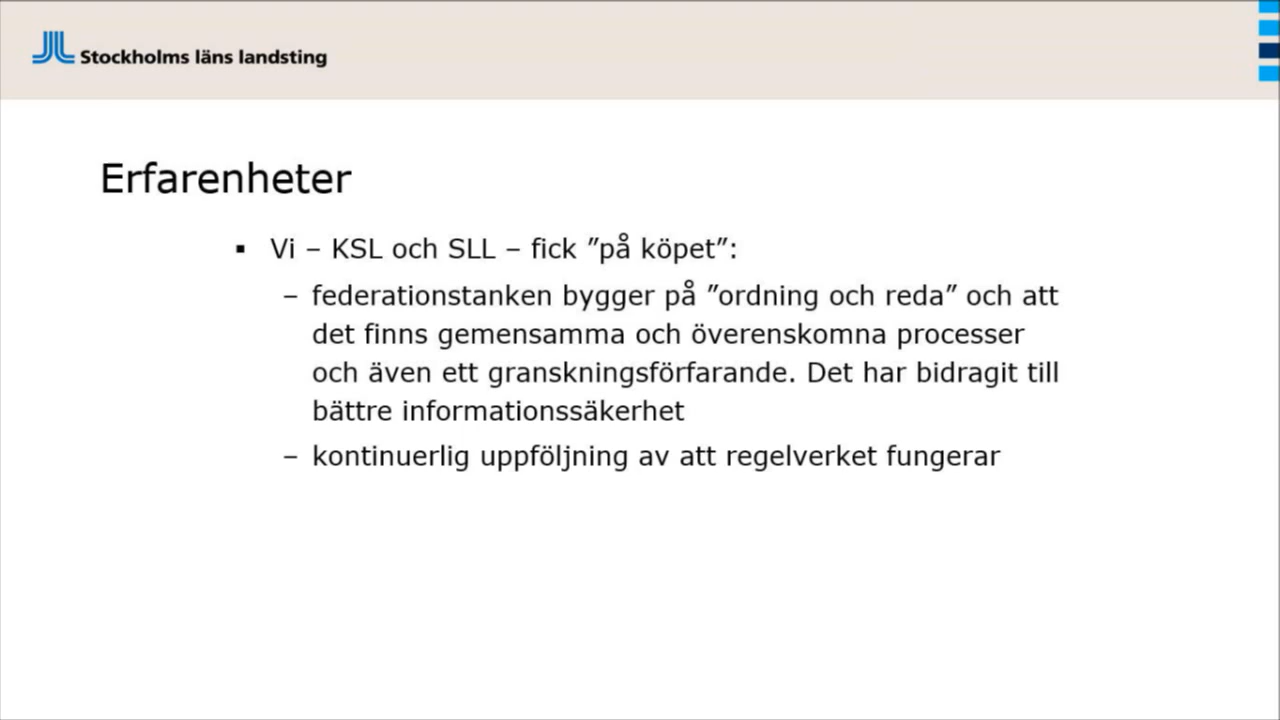 Stockholms läns landsting
Erfarenheter
▪ Vi – KSL och SLL – fick ”på köpet”:
– federationstanken bygger på ”ordning och reda” och att
det finns gemensamma och överenskomna processer
och även ett granskningsförfarande. Det har bidragit till
bättre informationssäkerhet
– kontinuerlig uppföljning av att regelverket fungerar